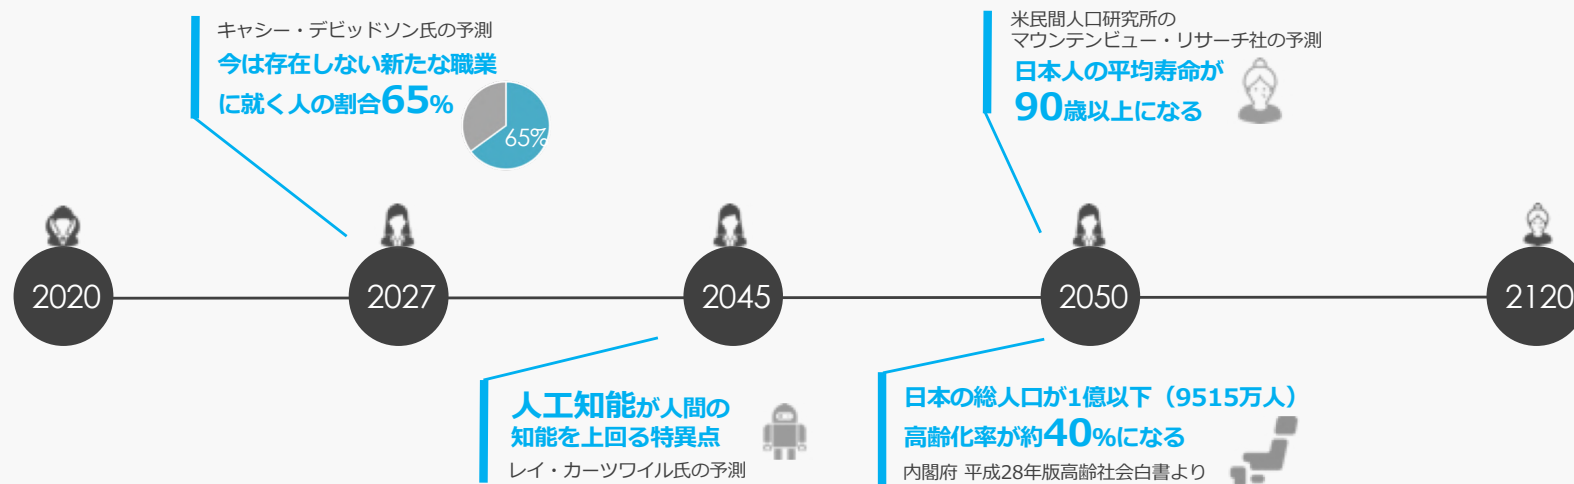 キャシー・デビッドソン氏の予測
今は存在しない新たな職業
に就く人の割合65%
65%
米民間人口研究所の
マウンテンビュー・リサーチ社の予測
日本人の平均寿命が
90歳以上になる
2020
2027
2045
2050
2120
人工知能が人間の
知能を上回る特異点
レイ・カーツワイル氏の予測
日本の総人口が1億以下（9515万人）
高齢化率が約40%になる
内閣府 平成28年版高齢社会白書より